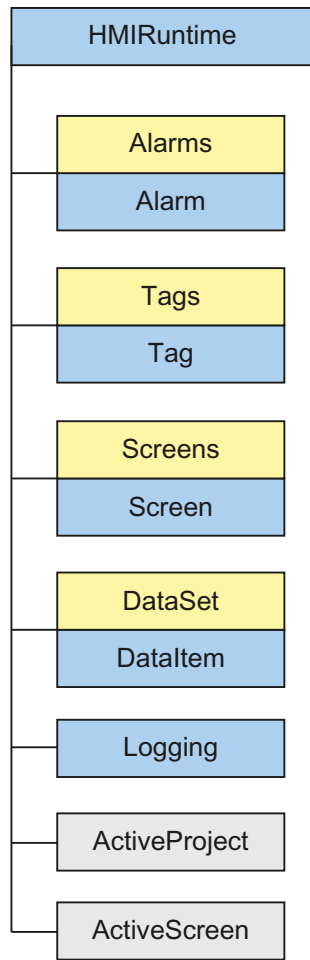 HMIRuntime
Alarms
Alarm
Tags
Tag
Screens
Screen
DataSet
DataItem
Logging
ActiveProject
ActiveScreen